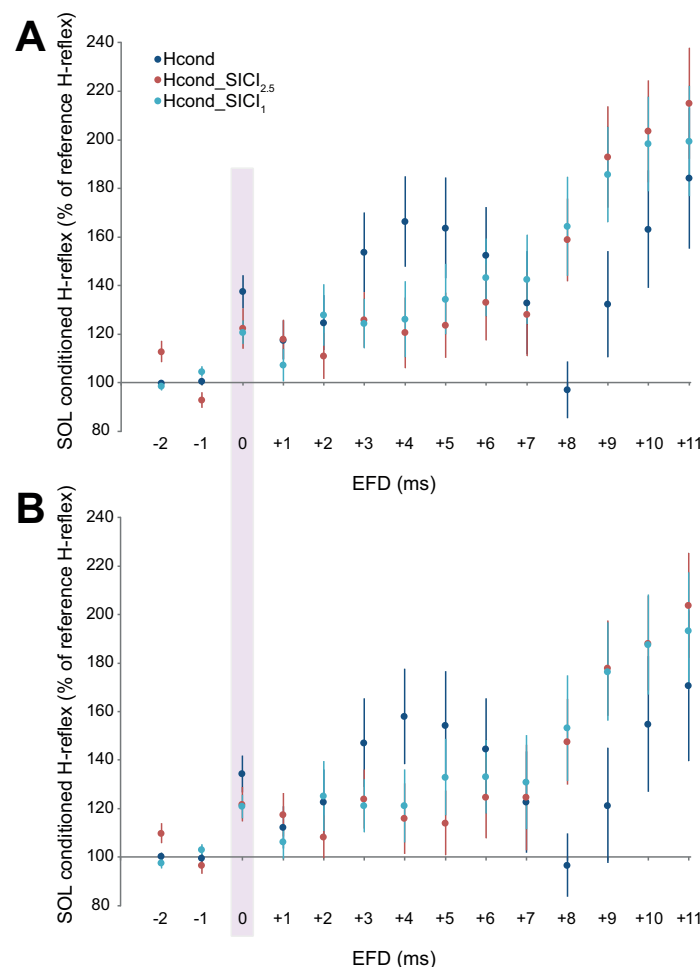 A
SOL conditioned H-reflex (% of reference H-reflex)
240
220
200
180
160
140
120
100
80
Hcond
Hcond_SICI2.5
Hcond_SICI1
-2 -1 0 +1 +2 +3 +4 +5 +6 +7 +8 +9 +10 +11
EFD (ms)
B
SOL conditioned H-reflex (% of reference H-reflex)
240
220
200
180
160
140
120
100
80
-2 -1 0 +1 +2 +3 +4 +5 +6 +7 +8 +9 +10 +11
EFD (ms)